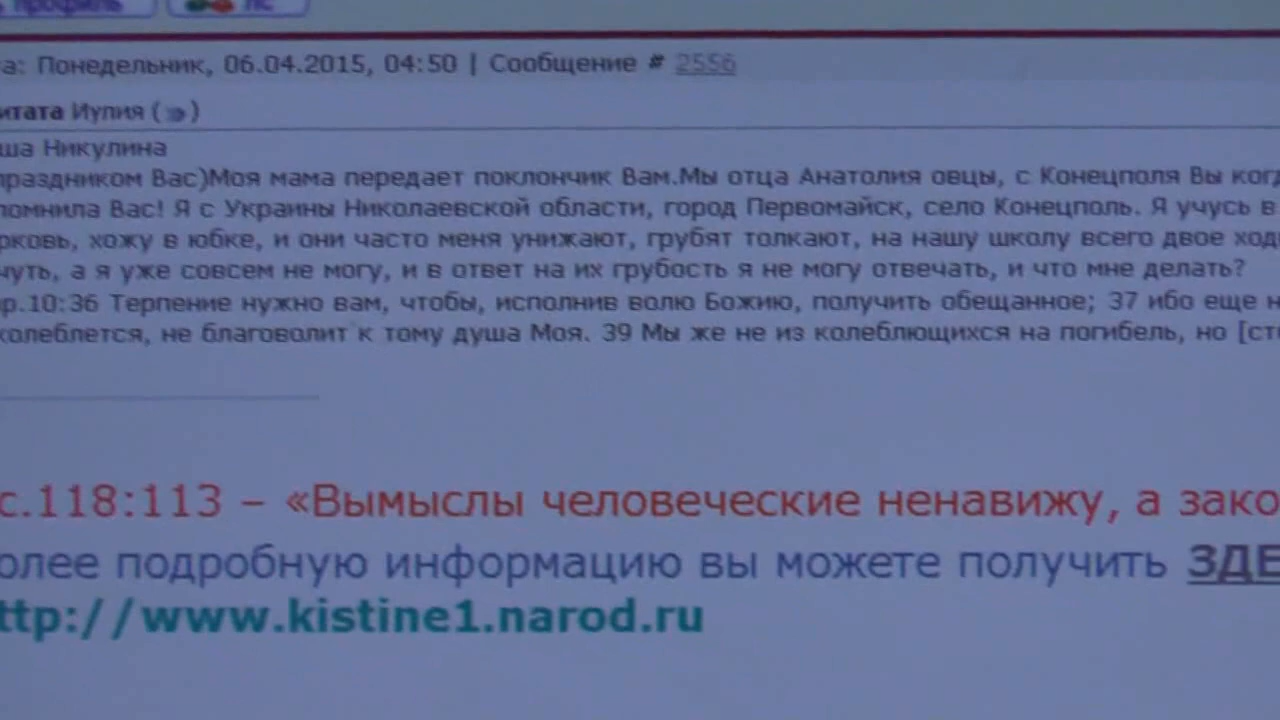 профиль ЛС
а: Понедельник, 06.04.2015, 04:50 | Сообщение # 2556
итата Иулия ( )
ша Никулина
праздником Вас)Моя мама передает поклончик Вам.Мы отца Анатолия овцы, с Конецполя Вы когд
помнила Вас! Я с Украины Николаевской области, город Первомайск, село Конецполь. Я учусь в
рковь, хожу в юбке, и они часто меня унижают, грубят толкают, на нашу школу всего двое ход
чуть, а я уже совсем не могу, и в ответ на их грубость я не могу отвечать, и что мне делать?
р.10:36 Терпение нужно вам, чтобы, исполнив волю Божию, получить обещанное; 37 ибо еще н
колеблется, не благоволит к тому душа Моя. 39 Мы же не из колеблющихся на погибель, но [ст
с.118:113 – «Вымыслы человеческие ненавижу, а зако
олее подробную информацию вы можете получить ЗДЕ
ttp://www.kistine1.narod.ru